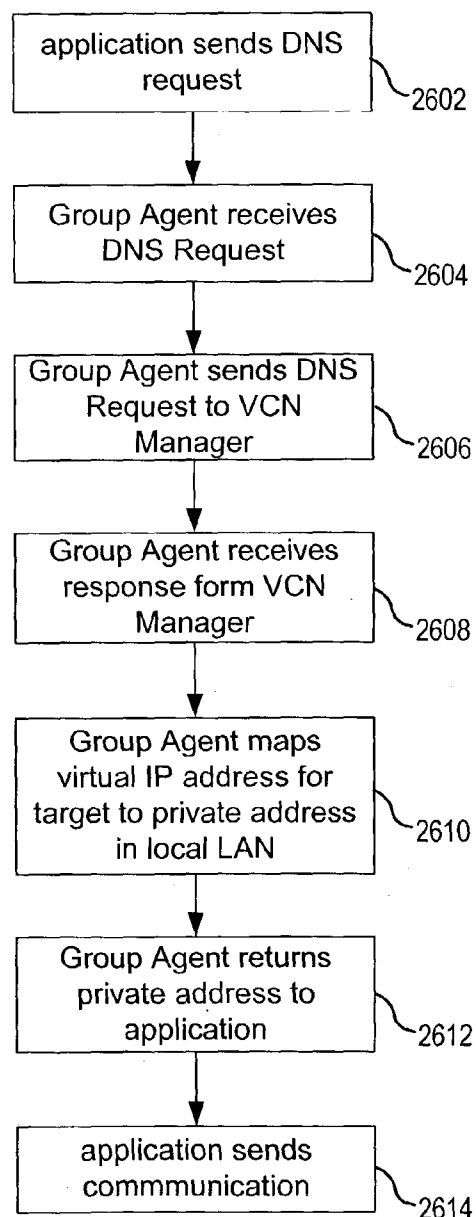 application sends DNS
request
2602
Group Agent receives
DNS Request
2604
Group Agent sends DNS
Request to VCN
Manager
2606
Group Agent receives
response form VCN
Manager
2608
Group Agent maps
virtual IP address for
target to private address
in local LAN
2610
Group Agent returns
private address to
application
2612
application sends
commmunication
2614